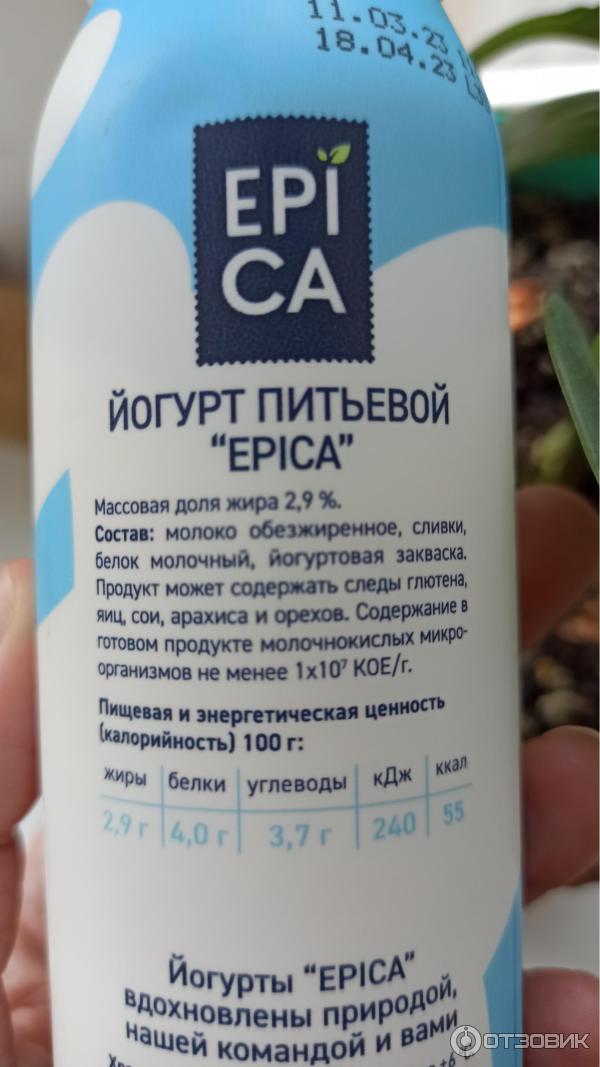 11.03.23
18.04.23
EPI
CA
ЙОГУРТ ПИТЬЕВОЙ
“EPICA”
Массовая доля жира 2,9 %.
Состав: молоко обезжиренное, сливки,
белок молочный, йогуртовая закваска.
Продукт может содержать следы глютена,
яиц, сои, арахиса и орехов. Содержание в
готовом продукте молочнокислых микро-
организмов не менее 1x10⁷ КОЕ/г.
Пищевая и энергетическая ценность
(калорийность) 100 г:
жиры белки углеводы кДж ккал
2,9 г 4,0 г 3,7 г 240 55
Йогурты “EPICA”
вдохновлены природой,
нашей командой и вами
ОТЗОВИК